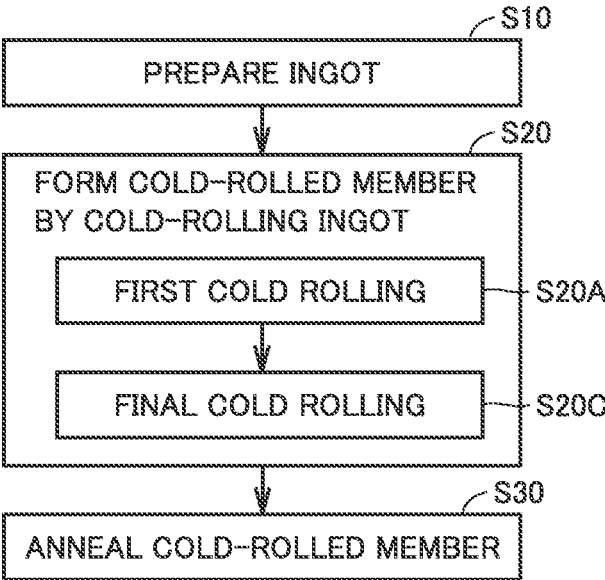 S10
PREPARE INGOT
S20
FORM COLD-ROLLED MEMBER
BY COLD-ROLLING INGOT
FIRST COLD ROLLING
S20A
FINAL COLD ROLLING
S20C
S30
ANNEAL COLD-ROLLED MEMBER